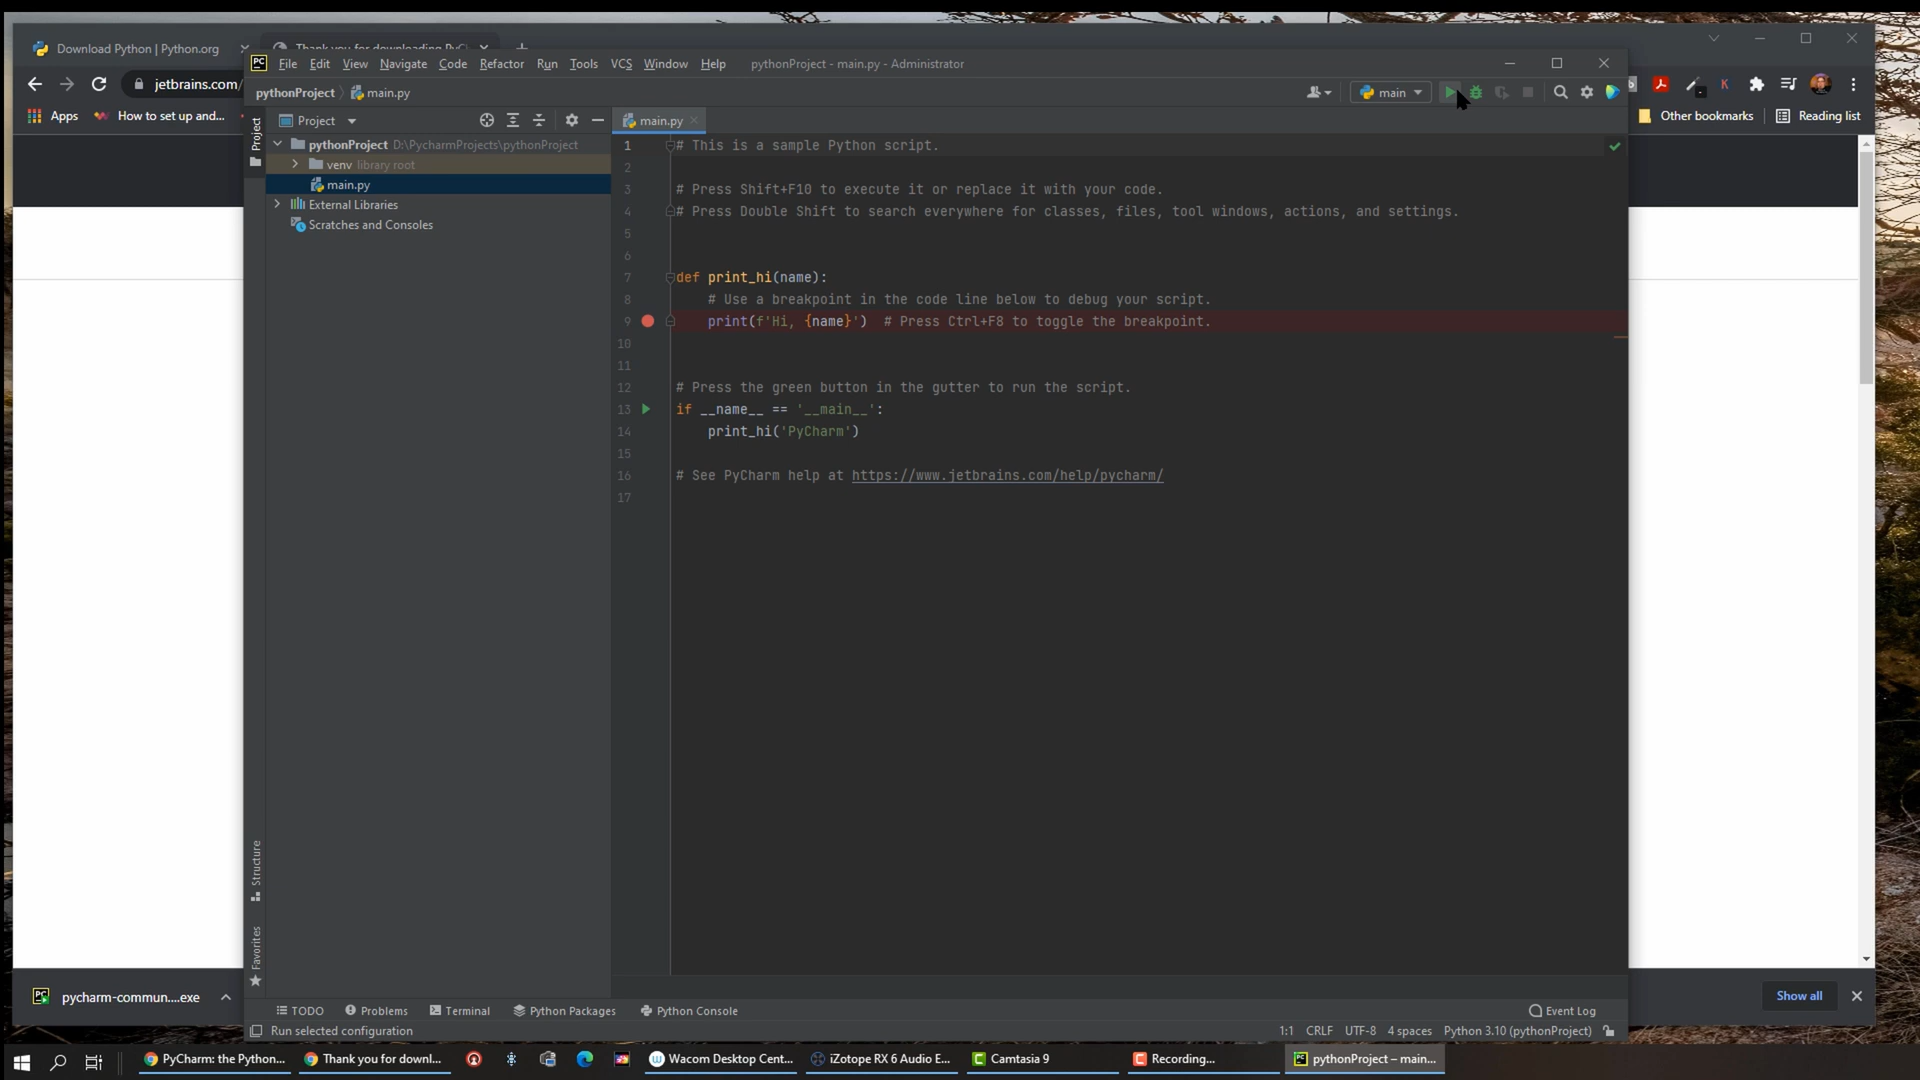 Download Python | Python.org
Thank you for downloading PyC
jetbrains.com/
Apps
How to set up and...
Other bookmarks
Reading list
PC
File Edit View Navigate Code Refactor Run Tools VCS Window Help
pythonProject - main.py - Administrator
pythonProject
main.py
main
Project
Project
main.py
pythonProject D:\PycharmProjects\pythonProject
venv library root
main.py
External Libraries
Scratches and Consoles
1 # This is a sample Python script.
2
3 # Press Shift+F10 to execute it or replace it with your code.
4 # Press Double Shift to search everywhere for classes, files, tool windows, actions, and settings.
5
6
7 def print_hi(name):
8 # Use a breakpoint in the code line below to debug your script.
9 print(f'Hi, {name}') # Press Ctrl+F8 to toggle the breakpoint.
10
11
12 # Press the green button in the gutter to run the script.
13 if __name__ == '__main__':
14 print_hi('PyCharm')
15
16 # See PyCharm help at https://www.jetbrains.com/help/pycharm/
17
Structure
Favorites
pycharm-commun....exe
Show all
TODO Problems Terminal Python Packages Python Console
Event Log
Run selected configuration
1:1 CRLF UTF-8 4 spaces Python 3.10 (pythonProject)
PyCharm: the Python...
Thank you for downl...
Wacom Desktop Cent...
iZotope RX 6 Audio E...
Camtasia 9
Recording...
pythonProject – main...